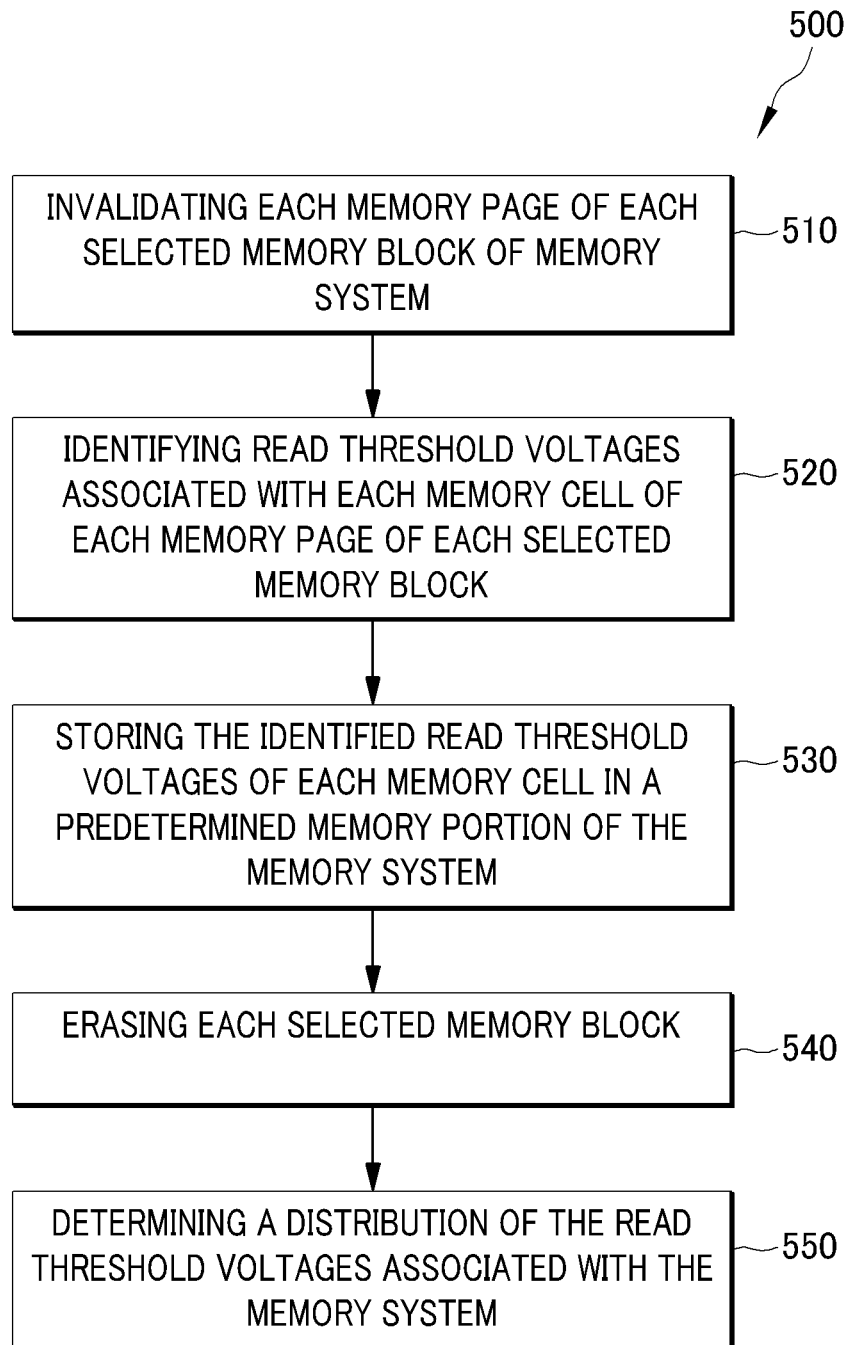 500
INVALIDATING EACH MEMORY PAGE OF EACH
SELECTED MEMORY BLOCK OF MEMORY
SYSTEM
510
IDENTIFYING READ THRESHOLD VOLTAGES
ASSOCIATED WITH EACH MEMORY CELL OF
EACH MEMORY PAGE OF EACH SELECTED
MEMORY BLOCK
520
STORING THE IDENTIFIED READ THRESHOLD
VOLTAGES OF EACH MEMORY CELL IN A
PREDETERMINED MEMORY PORTION OF THE
MEMORY SYSTEM
530
ERASING EACH SELECTED MEMORY BLOCK
540
DETERMINING A DISTRIBUTION OF THE READ
THRESHOLD VOLTAGES ASSOCIATED WITH THE
MEMORY SYSTEM
550